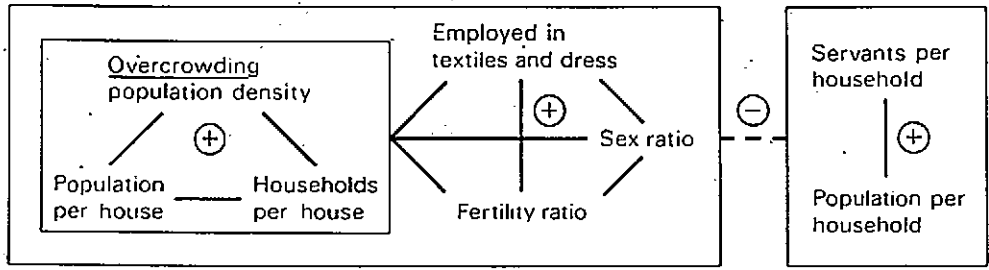 Overcrowding
population density
+
Population
per house
Households
per house
Employed in
textiles and dress
+
Sex ratio
Fertility ratio
−
Servants per
household
+
Population per
household